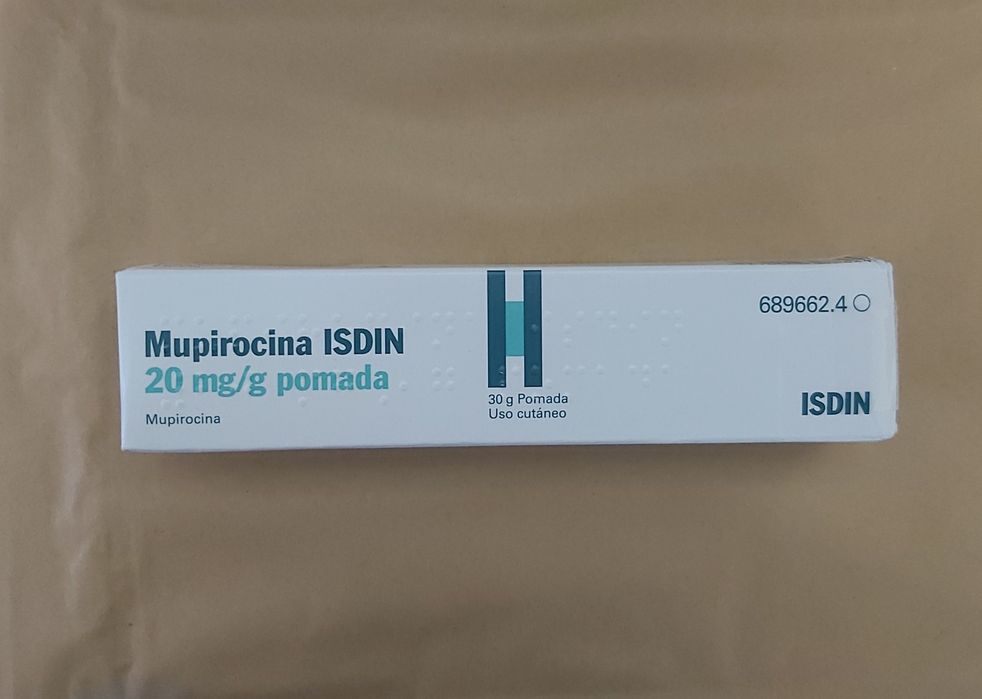 Mupirocina ISDIN
20 mg/g pomada
Mupirocina
30 g Pomada
Uso cutáneo
689662.4
ISDIN